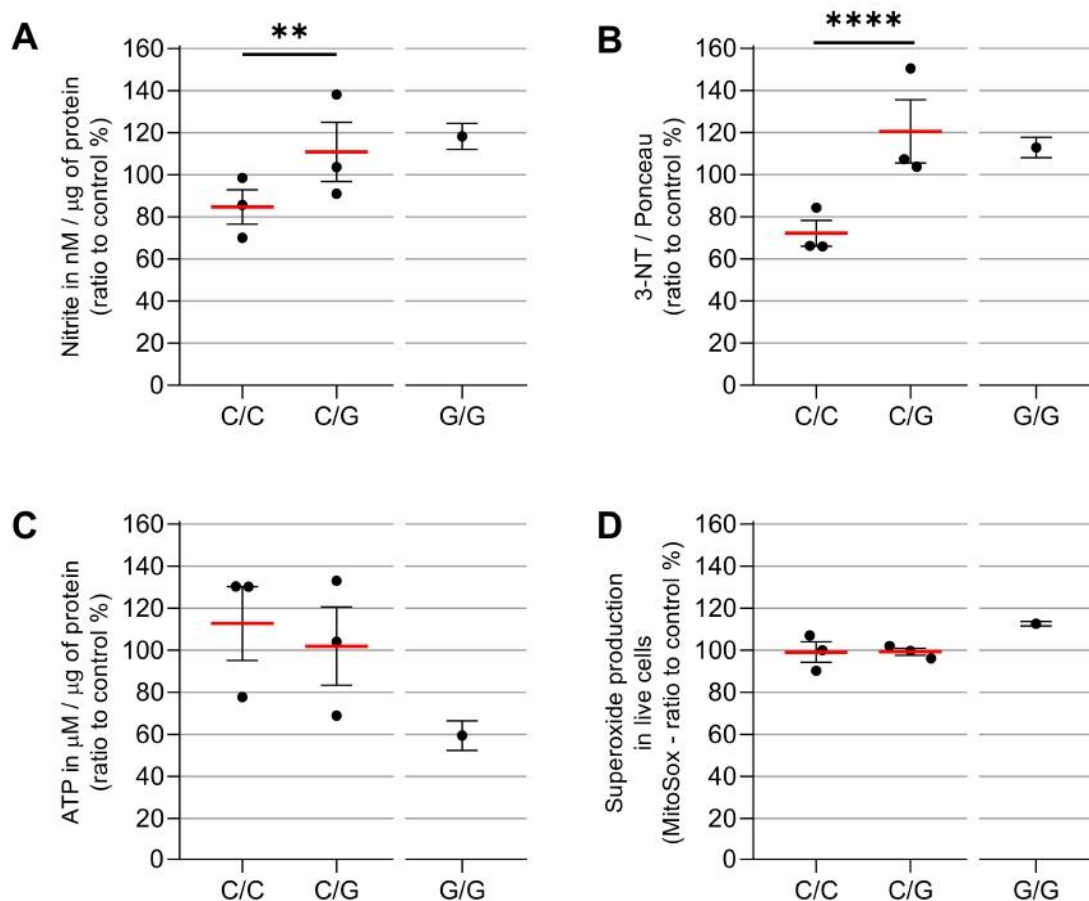 A
**
Nitrite in nM / μg of protein
(ratio to control %)
160
140
120
100
80
60
40
20
0
C/C C/G G/G
B
****
3-NT / Ponceau
(ratio to control %)
160
140
120
100
80
60
40
20
0
C/C C/G G/G
C
ATP in μM / μg of protein
(ratio to control %)
160
140
120
100
80
60
40
20
0
C/C C/G G/G
D
Superoxide production
in live cells
(MitoSox - ratio to control %)
160
140
120
100
80
60
40
20
0
C/C C/G G/G